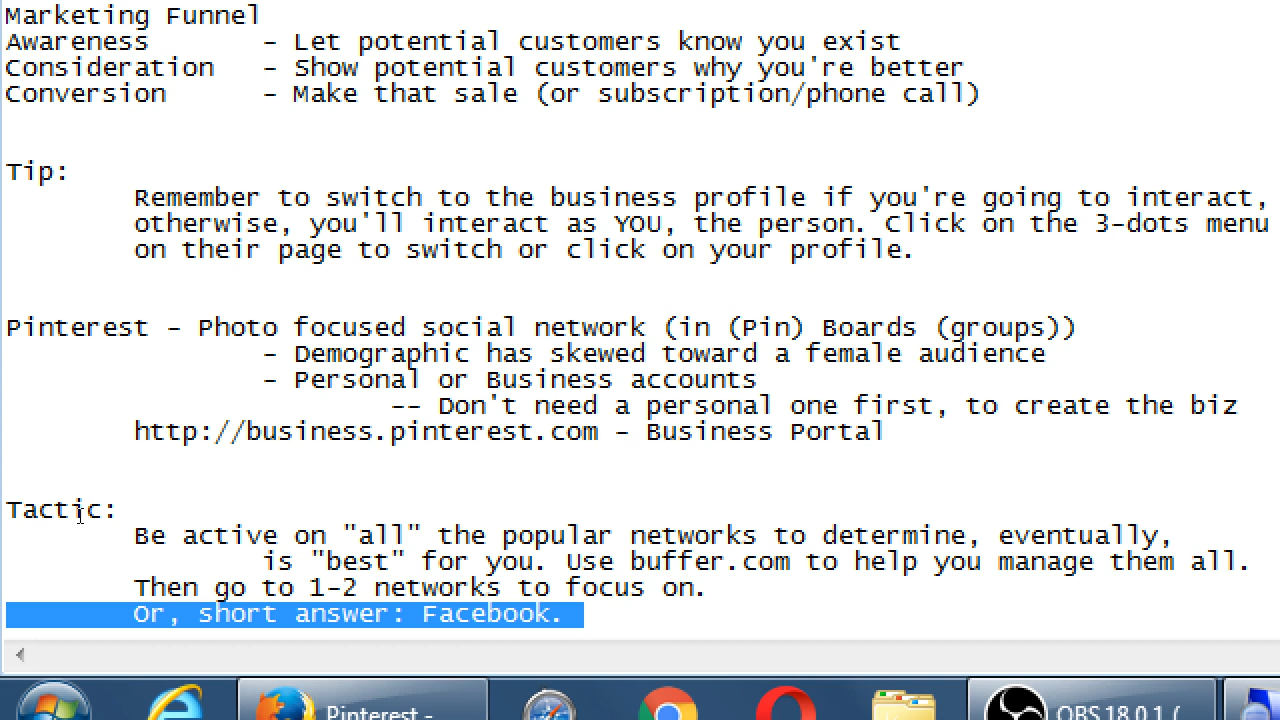 Marketing Funnel
Awareness - Let potential customers know you exist
Consideration - Show potential customers why you're better
Conversion - Make that sale (or subscription/phone call)
Tip:
Remember to switch to the business profile if you're going to interact,
otherwise, you'll interact as YOU, the person. Click on the 3-dots menu
on their page to switch or click on your profile.
Pinterest - Photo focused social network (in (Pin) Boards (groups))
- Demographic has skewed toward a female audience
- Personal or Business accounts
-- Don't need a personal one first, to create the biz
http://business.pinterest.com - Business Portal
Tactic:
Be active on "all" the popular networks to determine, eventually,
is "best" for you. Use buffer.com to help you manage them all.
Then go to 1-2 networks to focus on.
Or, short answer: Facebook.
Pinterest - OBS 18.0.1 (